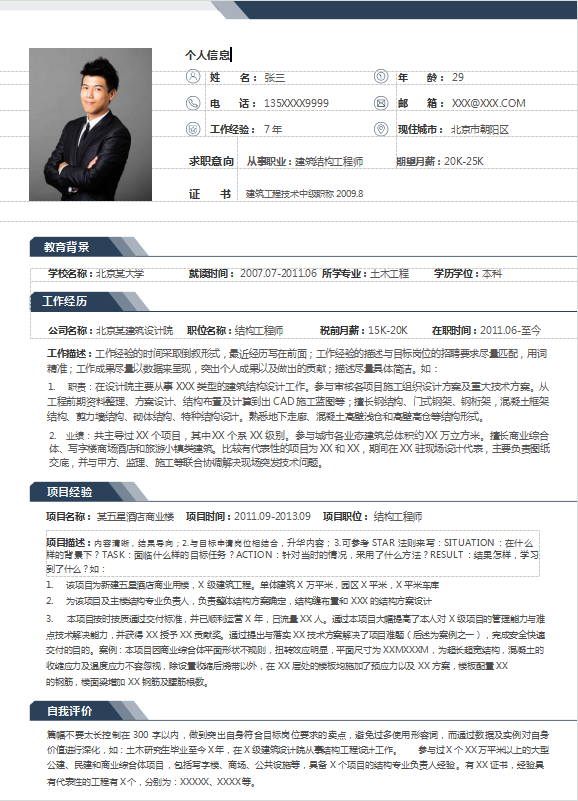 个人信息
姓 名： 张三 年 龄： 29
电 话： 135XXXX9999 邮 箱： XXX@XXX.COM
工作经验： 7年 现住城市： 北京市朝阳区
求职意向 从事职业：建筑结构工程师 期望月薪：20K-25K
证 书 建筑工程技术中级职称 2009.8
教育背景
学校名称：北京某大学 就读时间： 2007.07-2011.06 所学专业：土木工程 学历学位：本科
工作经历
公司名称：北京某建筑设计院 职位名称：结构工程师 税前月薪：15K-20K 在职时间：2011.06-至今
工作描述：工作经验的时间采取倒叙形式，最近经历写在前面；工作经验的描述与目标岗位的招聘要求尽量匹配，用词
精准；工作成果尽量以数据来呈现，突出个人成果以及做出的贡献；描述尽量具体简洁。如：
1. 职责：在设计院主要从事 XXX 类型的建筑结构设计工作。参与审核各项目施工组织设计方案及重大技术方案。从
工程前期资料整理、方案设计、结构布置及计算到出 CAD 施工蓝图等；擅长钢结构、门式钢架、钢桁架，混凝土框架
结构、剪力墙结构、砌体结构、特种结构设计。熟悉地下走廊、混凝土高壁浅仓和高壁高仓等结构形式。
2. 业绩：共主导过 XX 个项目，其中 XX 个系 XX 级别。参与城市各业态建筑总体积约 XX 万立方米。擅长商业综合
体、写字楼商场酒店和旅游小镇类建筑。比较有代表性的项目为 XX 和 XX，期间在 XX 驻现场设计代表，主要负责图纸
交底，并与甲方、监理、施工等联合协调解决现场突发技术问题。
项目经验
项目名称： 某五星酒店商业楼 项目时间：2011.09-2013.09 项目职位： 结构工程师
项目描述：内容清晰，结果导向；2.与目标申请岗位相结合，升华内容；3.可参考 STAR 法则来写：SITUATION：在什么
样的背景下？TASK：面临什么样的目标任务？ACTION：针对当时的情况，采用了什么方法？RESULT：结果怎样，学习
到了什么？如：
1. 该项目为新建五星酒店商业用楼，X 级建筑工程。单体建筑 X 万平米，园区 X 平米，X 平米车库
2. 为该项目及主楼结构专业负责人，负责整体结构方案确定，结构缝布置和 XXX 的结构方案设计
3. 本项目按时按质通过交付标准，并已顺利运营 X 年，日流量 XX 人。通过本项目大幅提高了本人对 X 级项目的管理能力与难
点技术解决能力，并获得 XX 授予 XX 贡献奖。通过提出与落实 XX 技术方案解决了项目难题（后述为案例之一），完成安全快速
交付的目的。案例：本项目因商业综合体平面形状不规则，扭转效应明显，平面尺寸为 XXMXXXM，为超长超宽结构，混凝土的
收缩应力及温度应力不容忽视，除设置收缩后浇带以外，在 XX 层处的楼板均施加了预应力以及 XX 方案，楼板配置 XX
的钢筋，楼面梁增加 XX 钢筋及腰筋根数。
自我评价
篇幅不要太长控制在 300 字以内，做到突出自身符合目标岗位要求的卖点，避免过多使用形容词，而通过数据及实例对自身
价值进行深化，如：土木研究生毕业至今 X 年，在 X 级建筑设计院从事结构工程设计工作。 参与过 X 个 XX 万平米以上的大型
公建、民建和商业综合体项目，包括写字楼、商场、公共设施等，具备 X 个项目的结构专业负责人经验。有 XX 证书，经验具
有代表性的工程有 X 个，分别为：XXXXX、XXXX 等。